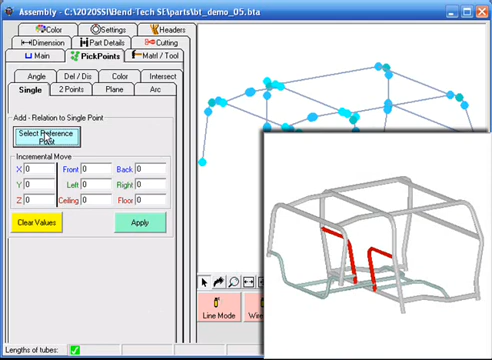 Assembly - C:\2020SSI\Bend-Tech SE\parts\bt_demo_05.bta
Color Settings Headers
Dimension Part Details Cutting
Main PickPoints Matl / Tool
Angle Del / Dis Color Intersect
Single 2 Points Plane Arc
Add - Relation to Single Point
Select Reference
Point
Incremental Move
X 0 Front 0 Back 0
Y 0 Left 0 Right 0
Z 0 Ceiling 0 Floor 0
Clear Values Apply
Line Mode Wire
Lengths of tubes: